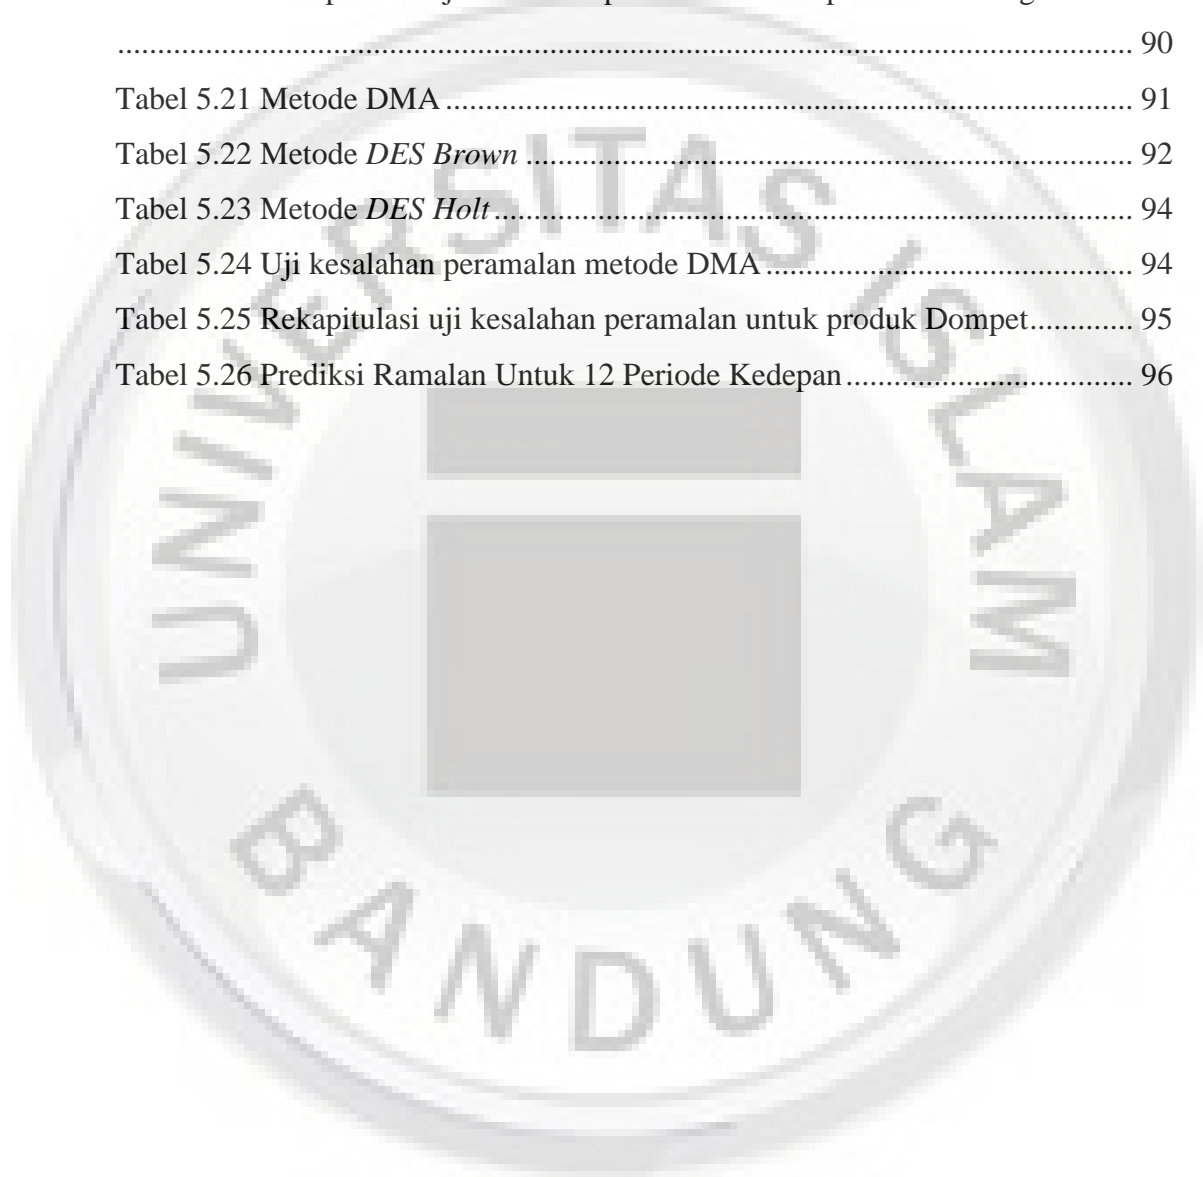 ........................................................................................................................ 90
Tabel 5.21 Metode DMA ........................................................................ 91
Tabel 5.22 Metode DES Brown ............................................................... 92
Tabel 5.23 Metode DES Holt .................................................................. 94
Tabel 5.24 Uji kesalahan peramalan metode DMA .................................... 94
Tabel 5.25 Rekapitulasi uji kesalahan peramalan untuk produk Dompet ............. 95
Tabel 5.26 Prediksi Ramalan Untuk 12 Periode Kedepan ............................ 96
UNIVERSITAS ISLAM
BANDUNG